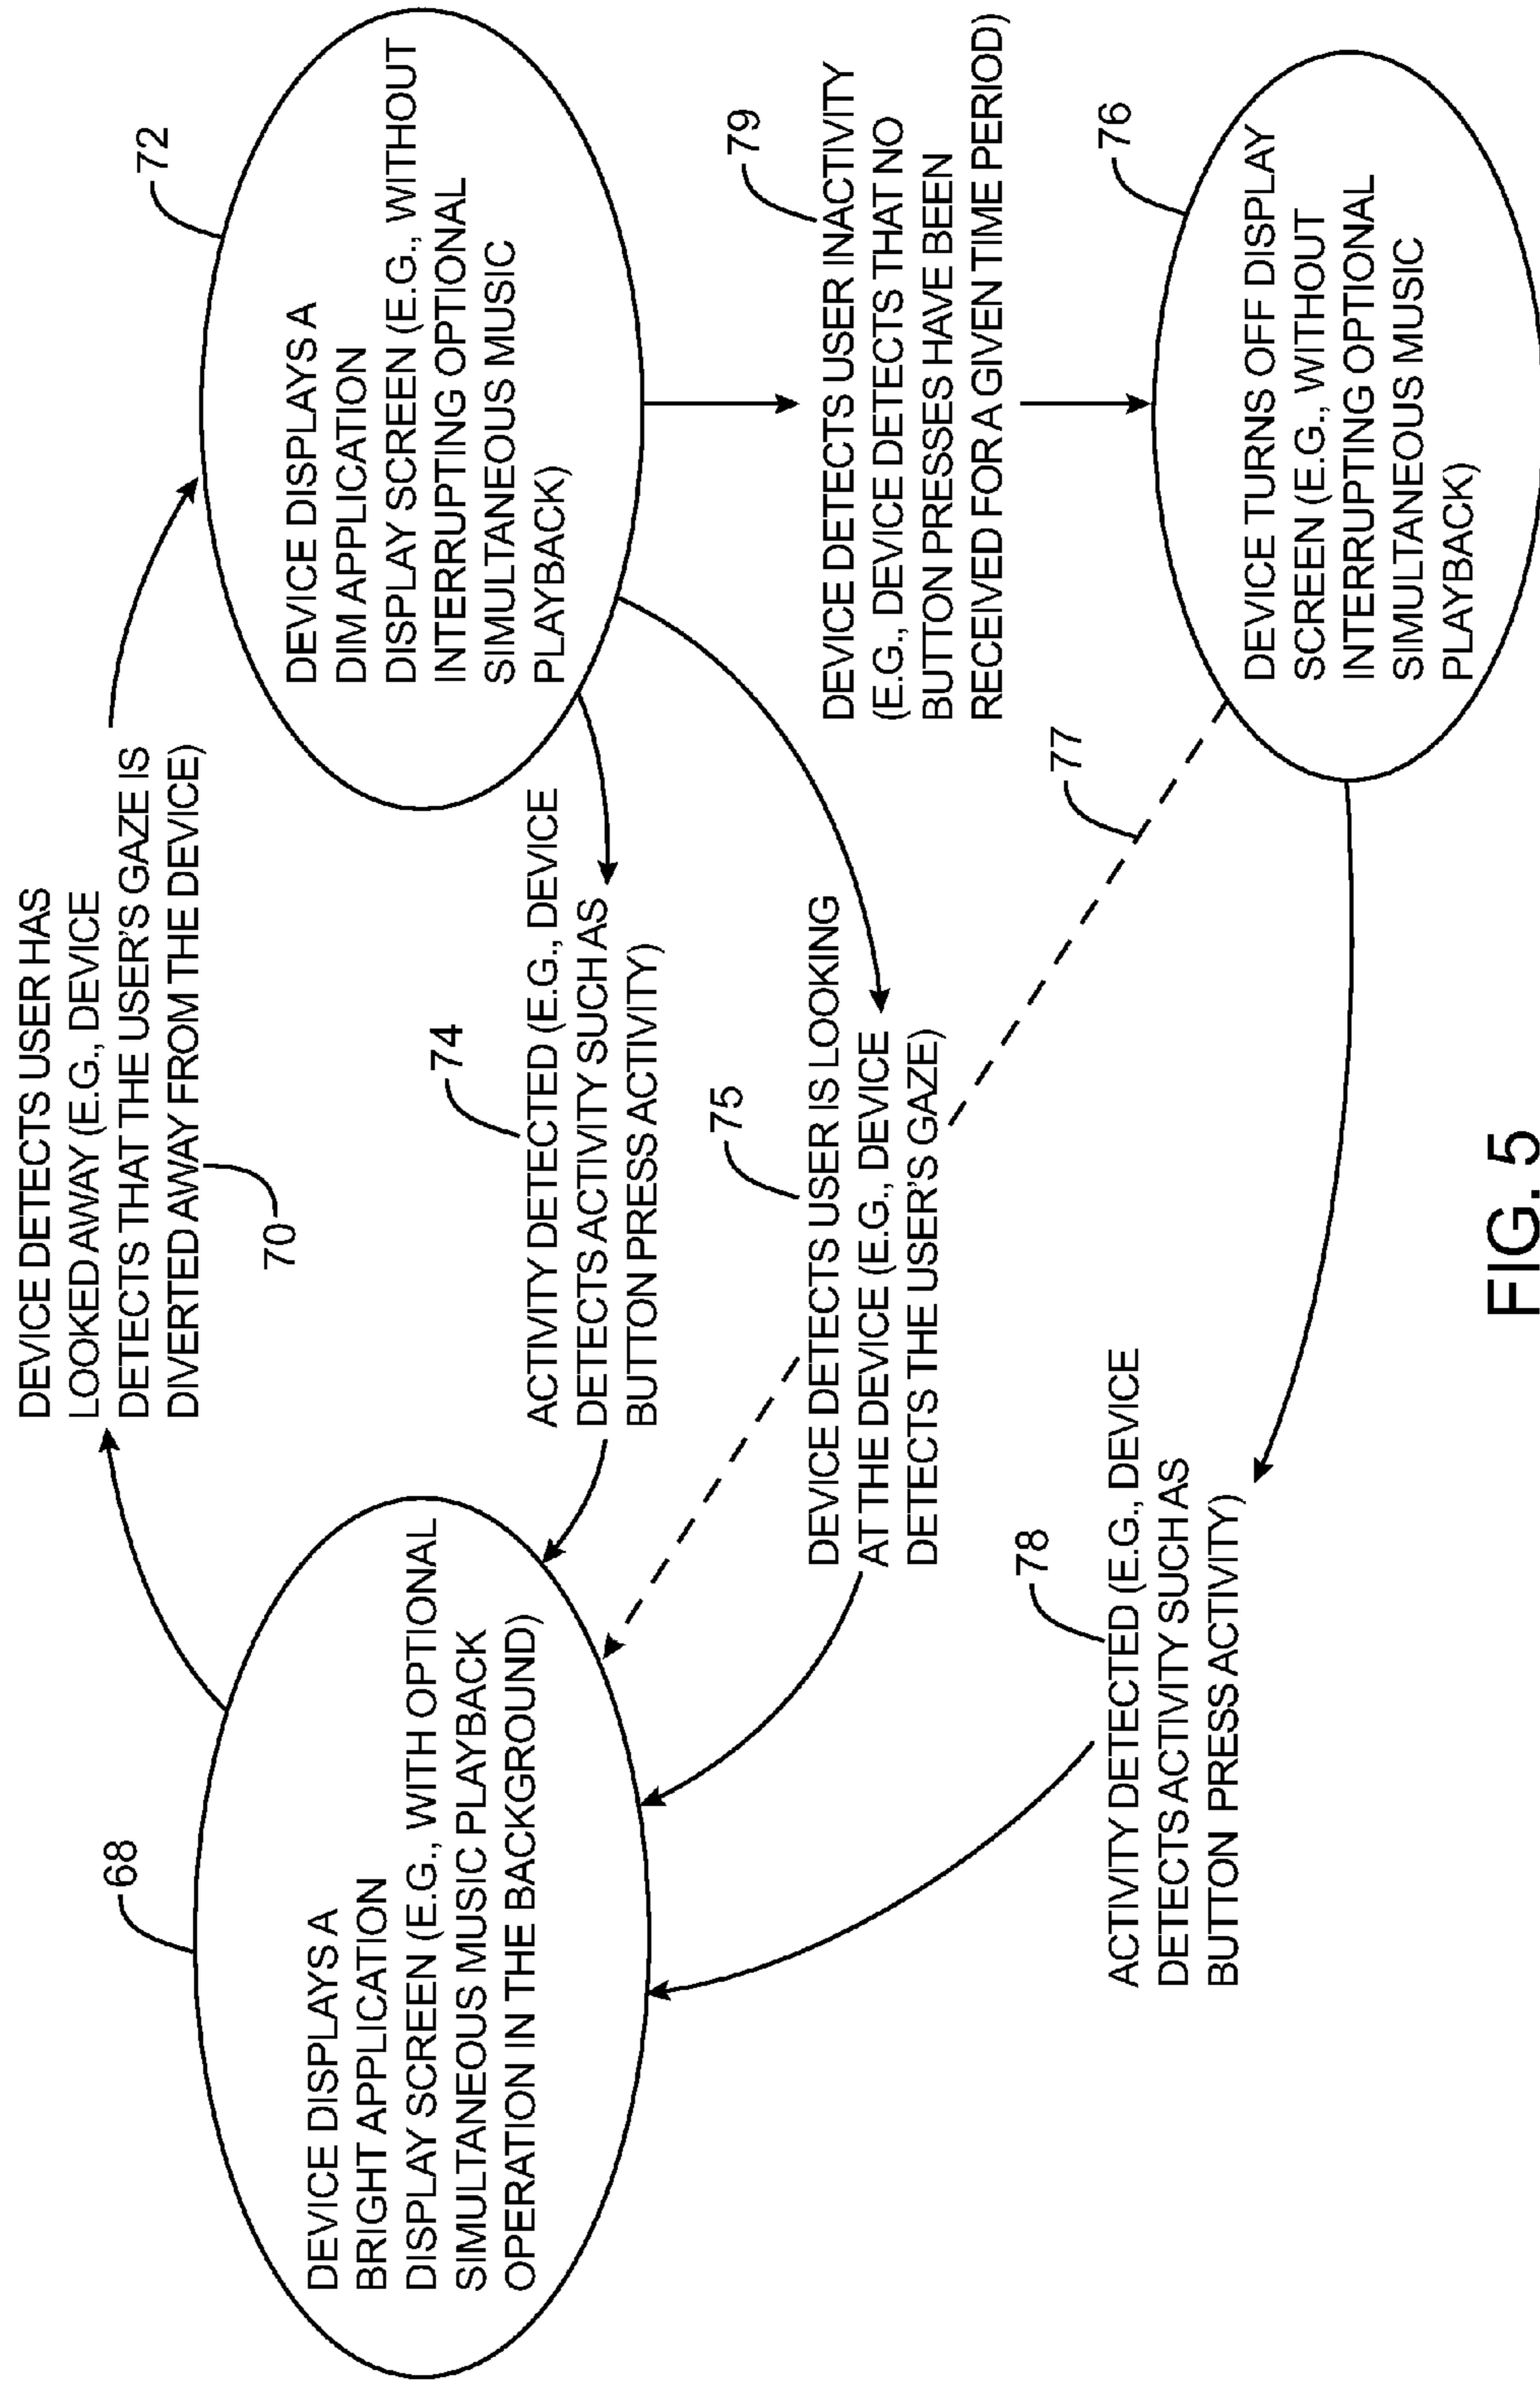 DEVICE DETECTS USER HAS
LOOKED AWAY (E.G., DEVICE
DETECTS THAT THE USER'S GAZE IS
DIVERTED AWAY FROM THE DEVICE)
70
68
DEVICE DISPLAYS A
BRIGHT APPLICATION
DISPLAY SCREEN (E.G., WITH OPTIONAL
SIMULTANEOUS MUSIC PLAYBACK
OPERATION IN THE BACKGROUND)
72
DEVICE DISPLAYS A
DIM APPLICATION
DISPLAY SCREEN (E.G., WITHOUT
INTERRUPTING OPTIONAL
SIMULTANEOUS MUSIC
PLAYBACK)
74
ACTIVITY DETECTED (E.G., DEVICE
DETECTS ACTIVITY SUCH AS
BUTTON PRESS ACTIVITY)
75
DEVICE DETECTS USER IS LOOKING
AT THE DEVICE (E.G., DEVICE
DETECTS THE USER'S GAZE)
79
DEVICE DETECTS USER INACTIVITY
(E.G., DEVICE DETECTS THAT NO
BUTTON PRESSES HAVE BEEN
RECEIVED FOR A GIVEN TIME PERIOD)
77
78
ACTIVITY DETECTED (E.G., DEVICE
DETECTS ACTIVITY SUCH AS
BUTTON PRESS ACTIVITY)
76
DEVICE TURNS OFF DISPLAY
SCREEN (E.G., WITHOUT
INTERRUPTING OPTIONAL
SIMULTANEOUS MUSIC
PLAYBACK)
FIG. 5